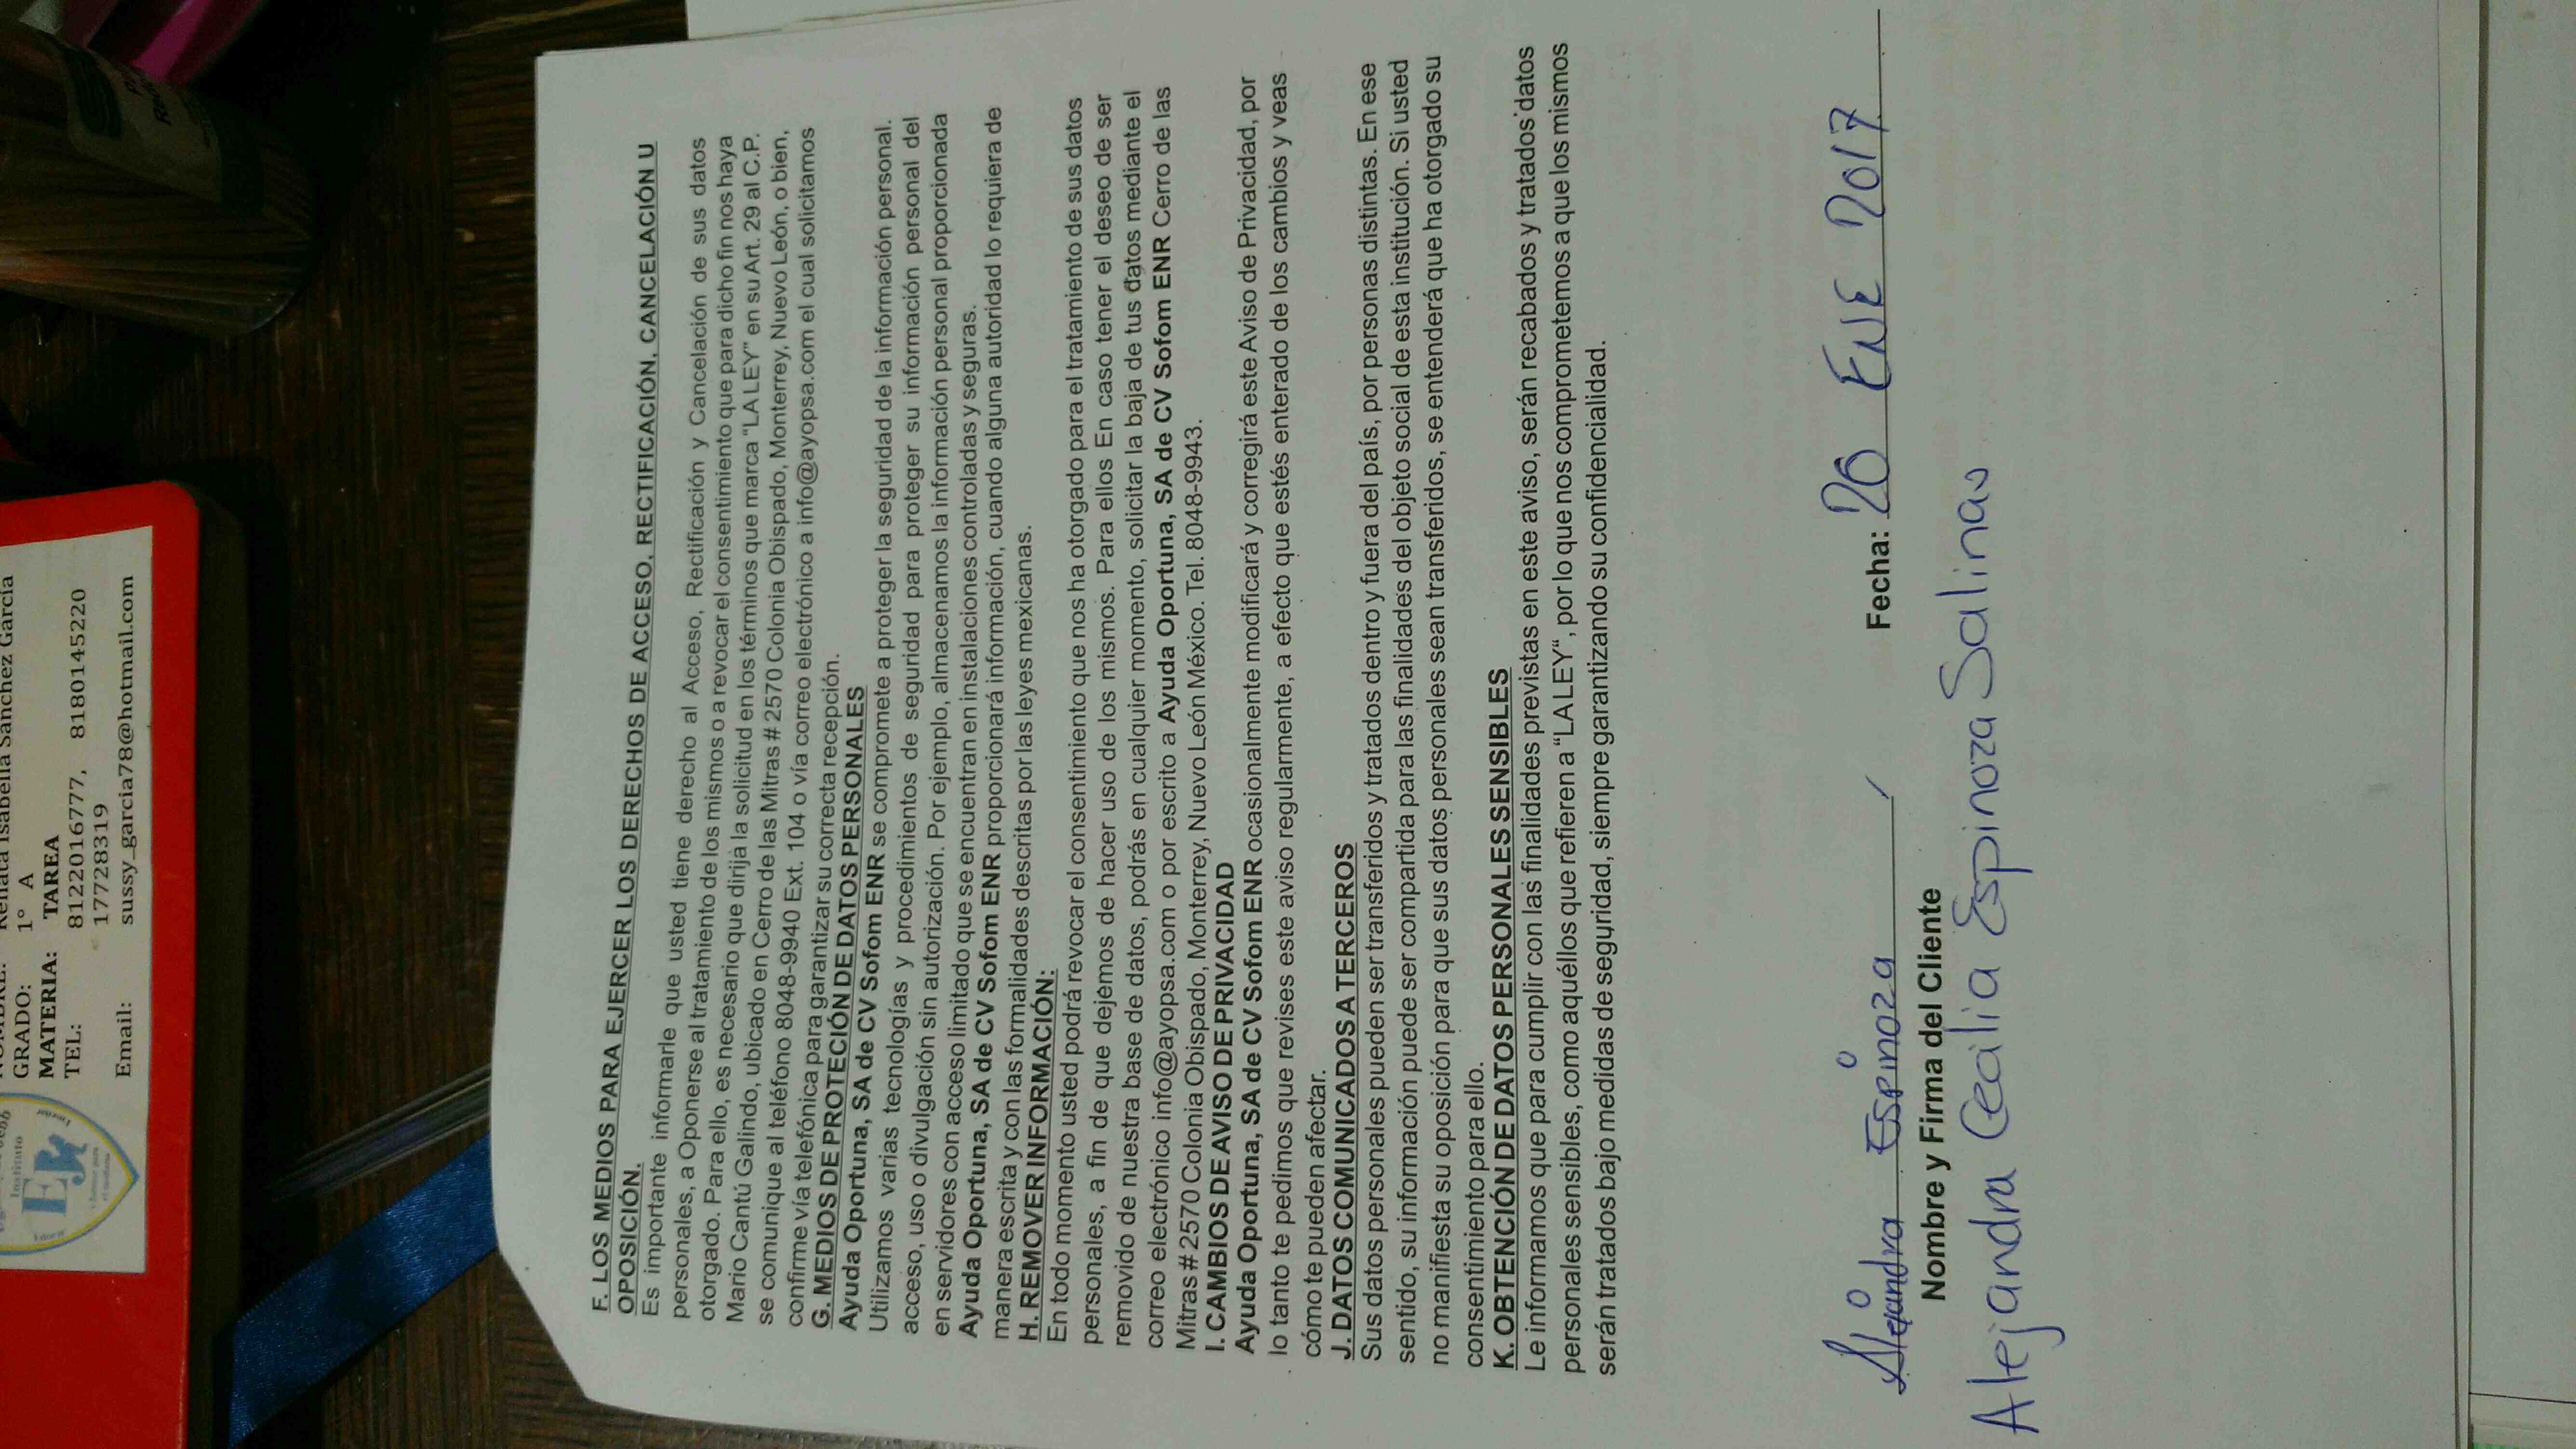 Renata Isabella Sánchez García
GRADO: 1° A
MATERIA: TAREA
TEL: 8122016777, 8180145220
17728319
Email: sussy_garcia78@hotmail.com
Instituto
F. LOS MEDIOS PARA EJERCER LOS DERECHOS DE ACCESO. RECTIFICACIÓN, CANCELACIÓN U
OPOSICIÓN.
Es importante informarle que usted tiene derecho al Acceso, Rectificación y Cancelación de sus datos
personales, a Oponerse al tratamiento de los mismos o a revocar el consentimiento que para dicho fin nos haya
otorgado. Para ello, es necesario que dirijá la solicitud en los términos que marca “LA LEY” en su Art. 29 al C.P.
Mario Cantú Galindo, ubicado en Cerro de las Mitras # 2570 Colonia Obispado, Monterrey, Nuevo León, o bien,
se comunique al teléfono 8048-9940 Ext. 104 o vía correo electrónico a info@ayopsa.com el cual solicitamos
confirme vía telefónica para garantizar su correcta recepción.
G. MEDIOS DE PROTECIÓN DE DATOS PERSONALES
Ayuda Oportuna, SA de CV Sofom ENR se compromete a proteger la seguridad de la información personal.
Utilizamos varias tecnologías y procedimientos de seguridad para proteger su información personal del
acceso, uso o divulgación sin autorización. Por ejemplo, almacenamos la información personal proporcionada
en servidores con acceso limitado que se encuentran en instalaciones controladas y seguras.
Ayuda Oportuna, SA de CV Sofom ENR proporcionará información, cuando alguna autoridad lo requiera de
manera escrita y con las formalidades descritas por las leyes mexicanas.
H. REMOVER INFORMACIÓN:
En todo momento usted podrá revocar el consentimiento que nos ha otorgado para el tratamiento de sus datos
personales, a fin de que dejemos de hacer uso de los mismos. Para ellos En caso tener el deseo de ser
removido de nuestra base de datos, podrás en cualquier momento, solicitar la baja de tus datos mediante el
correo electrónico info@ayopsa.com o por escrito a Ayuda Oportuna, SA de CV Sofom ENR Cerro de las
Mitras # 2570 Colonia Obispado, Monterrey, Nuevo León México. Tel. 8048-9943.
I. CAMBIOS DE AVISO DE PRIVACIDAD
Ayuda Oportuna, SA de CV Sofom ENR ocasionalmente modificará y corregirá este Aviso de Privacidad, por
lo tanto te pedimos que revises este aviso regularmente, a efecto que estés enterado de los cambios y veas
cómo te pueden afectar.
J. DATOS COMUNICADOS A TERCEROS
Sus datos personales pueden ser transferidos y tratados dentro y fuera del país, por personas distintas. En ese
sentido, su información puede ser compartida para las finalidades del objeto social de esta institución. Si usted
no manifiesta su oposición para que sus datos personales sean transferidos, se entenderá que ha otorgado su
consentimiento para ello.
K. OBTENCIÓN DE DATOS PERSONALES SENSIBLES
Le informamos que para cumplir con las finalidades previstas en este aviso, serán recabados y tratados datos
personales sensibles, como aquéllos que refieren a “LA LEY“, por lo que nos comprometemos a que los mismos
serán tratados bajo medidas de seguridad, siempre garantizando su confidencialidad.
Alejandra Espinoza Fecha: 26 ENE 2017
Nombre y Firma del Cliente
Alejandra Cecilia Espinoza Salinas